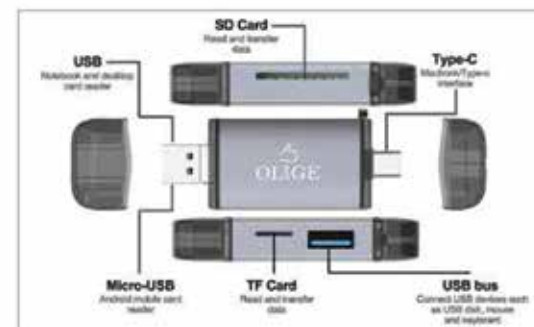 SD Card
Read and transfer
data
USB
Notebook and desktop
card reader
Type-C
Macbook/Type-c
interface
OLIGE
Micro-USB
Android mobile card
reader
TF Card
Read and transfer
data
USB bus
Connect USB devices such
as USB disk, mouse
and keyboard